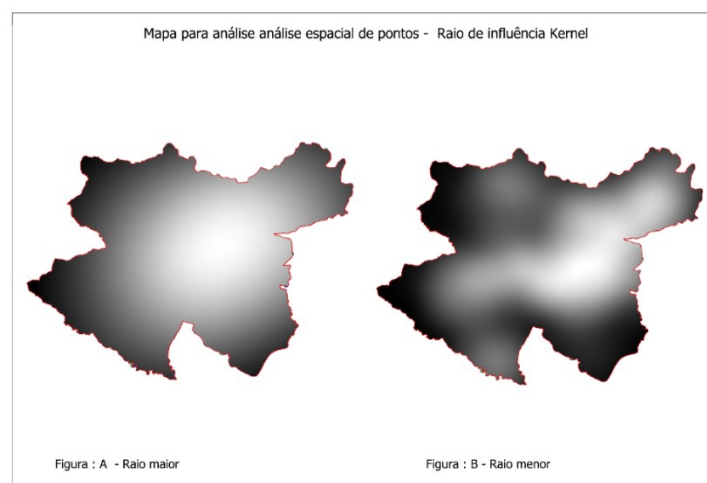 Mapa para análise análise espacial de pontos - Raio de influência Kernel
Figura : A - Raio maior
Figura : B - Raio menor